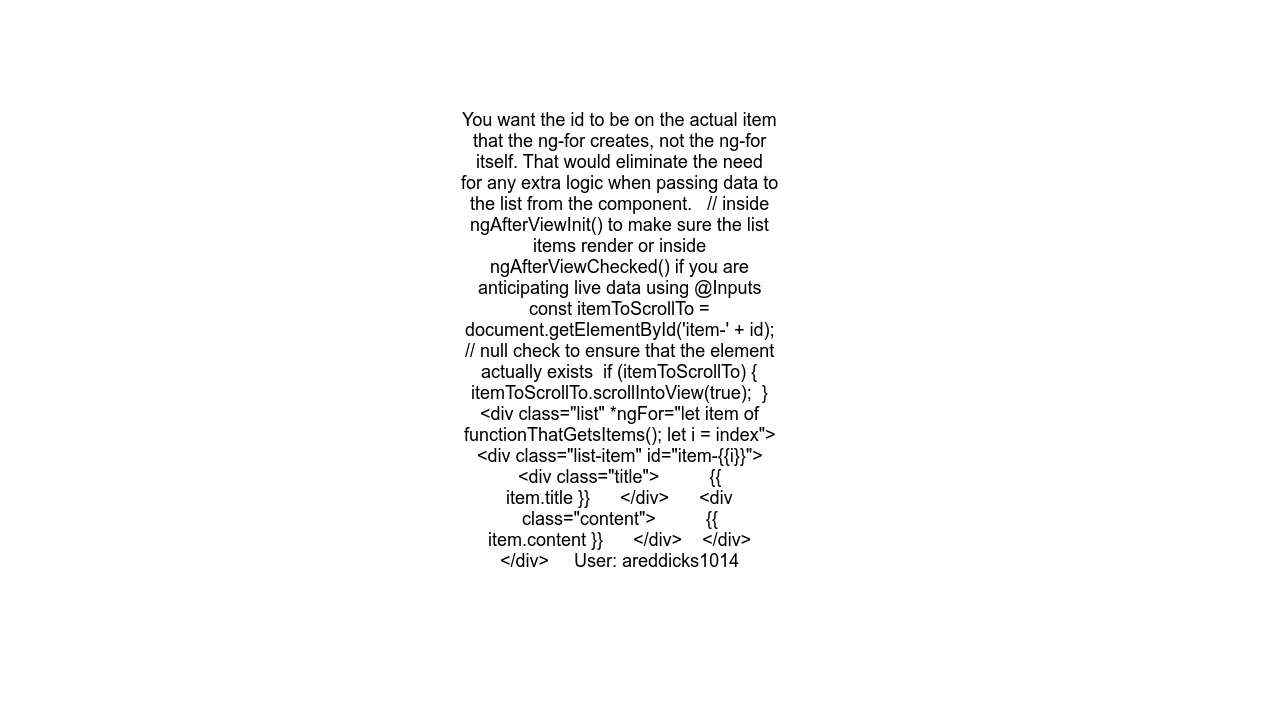 You want the id to be on the actual item
that the ng-for creates, not the ng-for
itself. That would eliminate the need
for any extra logic when passing data to
the list from the component.   // inside
ngAfterViewInit() to make sure the list
items render or inside
ngAfterViewChecked() if you are
anticipating live data using @Inputs
const itemToScrollTo =
document.getElementById('item-' + id);
// null check to ensure that the element
actually exists  if (itemToScrollTo) {
itemToScrollTo.scrollIntoView(true);  }
<div class="list" *ngFor="let item of
functionThatGetsItems(); let i = index">
<div class="list-item" id="item-{{i}}">
<div class="title">          {{
item.title }}      </div>      <div
class="content">          {{
item.content }}      </div>    </div>
</div>     User: areddicks1014